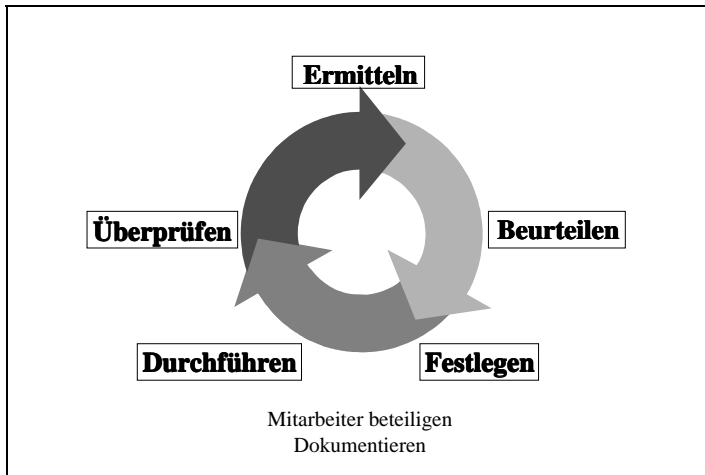 Ermitteln
Überprüfen
Beurteilen
Durchführen
Festlegen
Mitarbeiter beteiligen
Dokumentieren